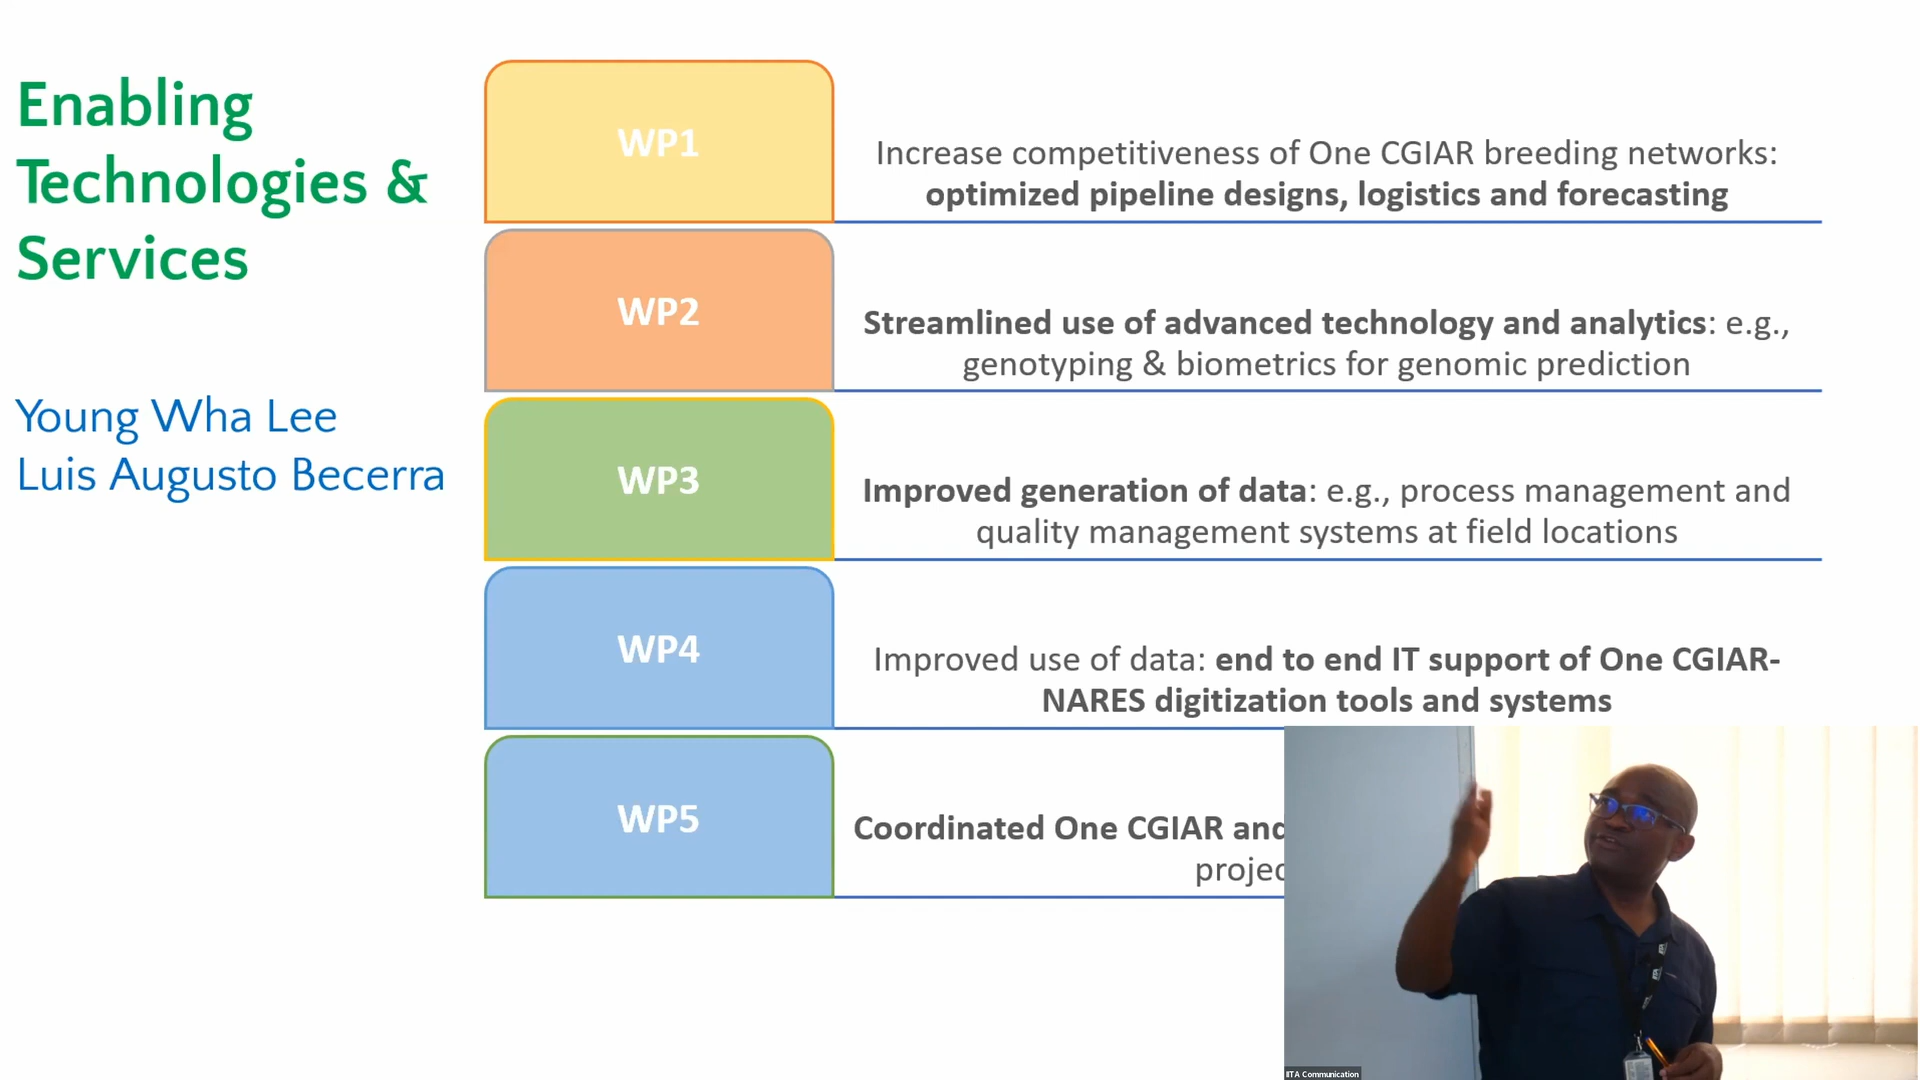 Enabling
Technologies &
Services
Young Wha Lee
Luis Augusto Becerra
WP1
Increase competitiveness of One CGIAR breeding networks:
optimized pipeline designs, logistics and forecasting
WP2
Streamlined use of advanced technology and analytics: e.g.,
genotyping & biometrics for genomic prediction
WP3
Improved generation of data: e.g., process management and
quality management systems at field locations
WP4
Improved use of data: end to end IT support of One CGIAR-
NARES digitization tools and systems
WP5
Coordinated One CGIAR and
IITA Communication